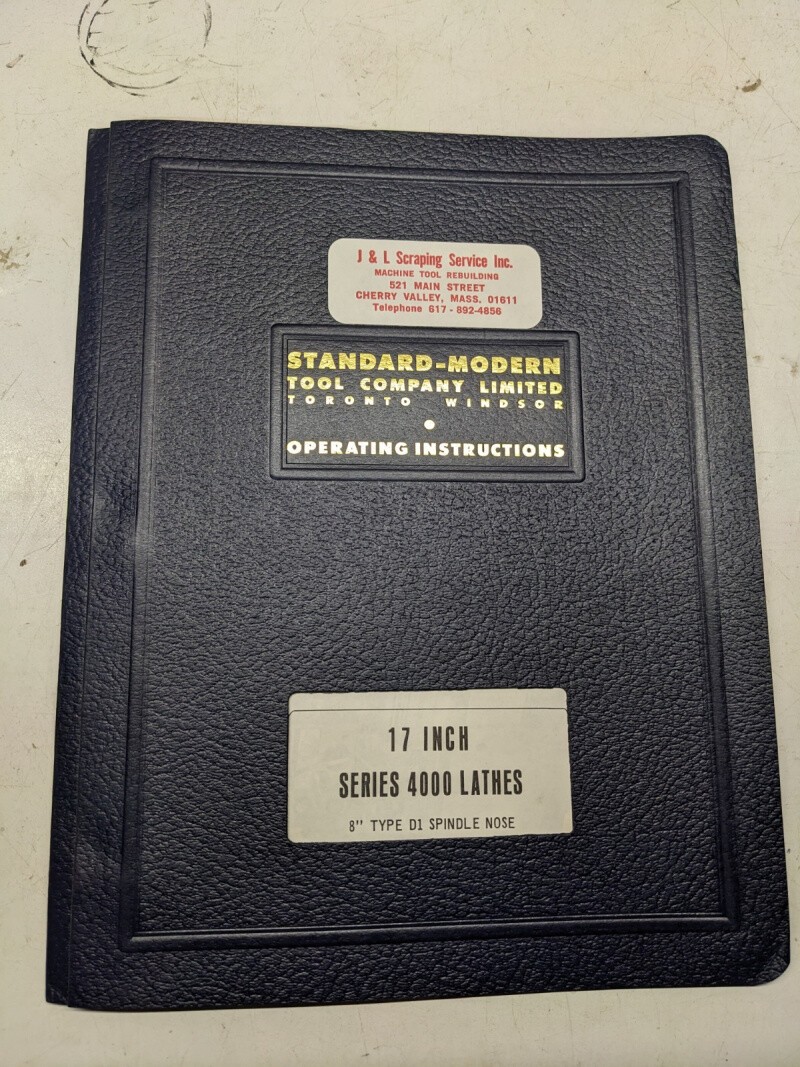 J & L Scraping Service Inc.
MACHINE TOOL REBUILDING
521 MAIN STREET
CHERRY VALLEY, MASS. 01611
Telephone 617 - 892-4856
STANDARD-MODERN
TOOL COMPANY LIMITED
TORONTO WINDSOR
OPERATING INSTRUCTIONS
17 INCH
SERIES 4000 LATHES
8" TYPE D1 SPINDLE NOSE